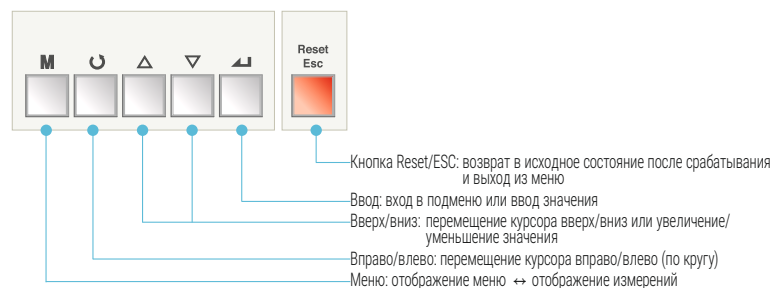 M
Reset
Esc
Кнопка Reset/ESC: возврат в исходное состояние после срабатывания
и выход из меню
Ввод: вход в подменю или ввод значения
Вверх/вниз: перемещение курсора вверх/вниз или увеличение/
уменьшение значения
Вправо/влево: перемещение курсора вправо/влево (по кругу)
Меню: отображение меню ↔ отображение измерений